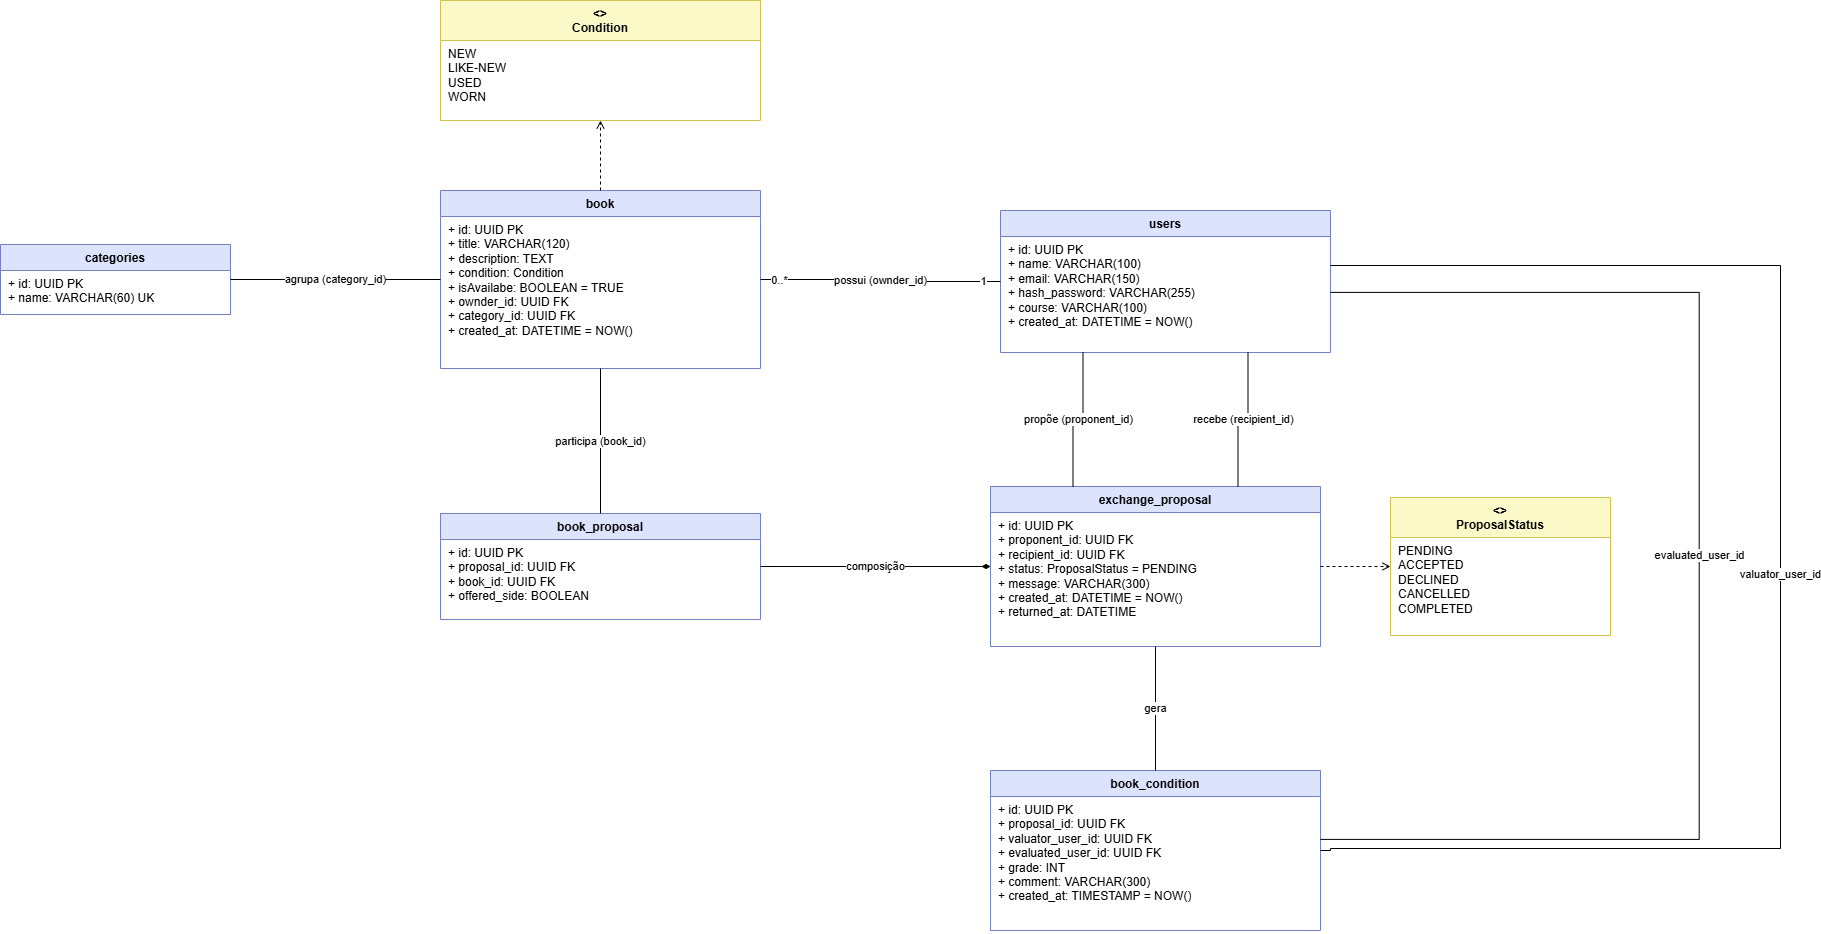 <>
Condition
NEW
LIKE-NEW
USED
WORN
book
+ id: UUID PK
+ title: VARCHAR(120)
+ description: TEXT
+ condition: Condition
+ isAvailabe: BOOLEAN = TRUE
+ ownder_id: UUID FK
+ category_id: UUID FK
+ created_at: DATETIME = NOW()
categories
+ id: UUID PK
+ name: VARCHAR(60) UK
agrupa (category_id)
0..*
possui (ownder_id)
1
users
+ id: UUID PK
+ name: VARCHAR(100)
+ email: VARCHAR(150)
+ hash_password: VARCHAR(255)
+ course: VARCHAR(100)
+ created_at: DATETIME = NOW()
propõe (proponent_id)
recebe (recipient_id)
participa (book_id)
book_proposal
+ id: UUID PK
+ proposal_id: UUID FK
+ book_id: UUID FK
+ offered_side: BOOLEAN
composição
exchange_proposal
+ id: UUID PK
+ proponent_id: UUID FK
+ recipient_id: UUID FK
+ status: ProposalStatus = PENDING
+ message: VARCHAR(300)
+ created_at: DATETIME = NOW()
+ returned_at: DATETIME
<>
ProposalStatus
PENDING
ACCEPTED
DECLINED
CANCELLED
COMPLETED
evaluated_user_id
valuator_user_id
gera
book_condition
+ id: UUID PK
+ proposal_id: UUID FK
+ valuator_user_id: UUID FK
+ evaluated_user_id: UUID FK
+ grade: INT
+ comment: VARCHAR(300)
+ created_at: TIMESTAMP = NOW()